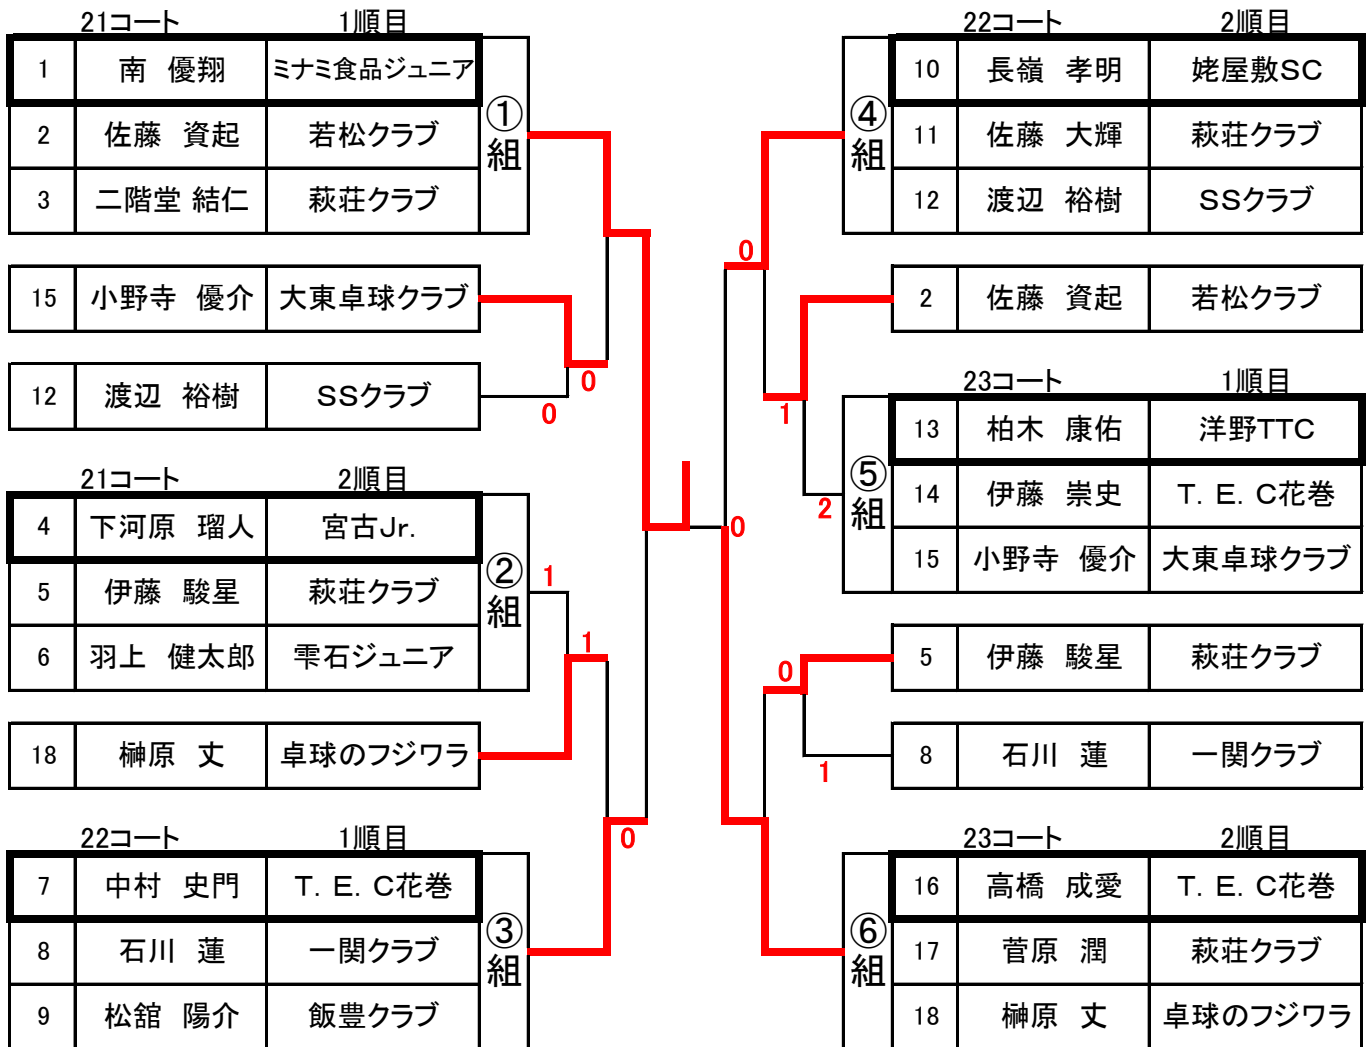 21コート 1順目
1 南 優翔 ミナミ食品ジュニア
2 佐藤 資起 若松クラブ
3 二階堂 結仁 萩荘クラブ
①組
15 小野寺 優介 大東卓球クラブ
0
12 渡辺 裕樹 SSクラブ
0
21コート 2順目
4 下河原 瑠人 宮古Jr.
5 伊藤 駿星 萩荘クラブ
6 羽上 健太郎 雫石ジュニア
②組
1
1
18 榊原 丈 卓球のフジワラ
22コート 1順目
0
7 中村 史門 T．E．C花巻
8 石川 蓮 一関クラブ
9 松舘 陽介 飯豊クラブ
③組
0
22コート 2順目
④組
10 長嶺 孝明 姥屋敷SC
11 佐藤 大輝 萩荘クラブ
12 渡辺 裕樹 SSクラブ
0
2 佐藤 資起 若松クラブ
1
23コート 1順目
⑤組
13 柏木 康佑 洋野TTC
14 伊藤 崇史 T．E．C花巻
15 小野寺 優介 大東卓球クラブ
2
5 伊藤 駿星 萩荘クラブ
0
8 石川 蓮 一関クラブ
1
23コート 2順目
⑥組
16 高橋 成愛 T．E．C花巻
17 菅原 潤 萩荘クラブ
18 榊原 丈 卓球のフジワラ